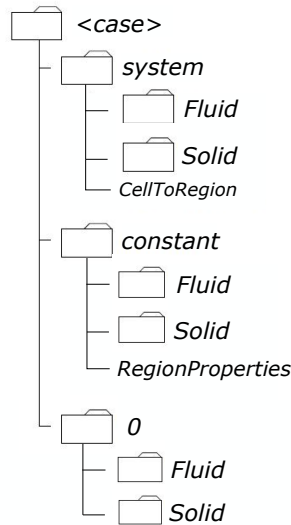 <case>
system
Fluid
Solid
CellToRegion
constant
Fluid
Solid
RegionProperties
0
Fluid
Solid